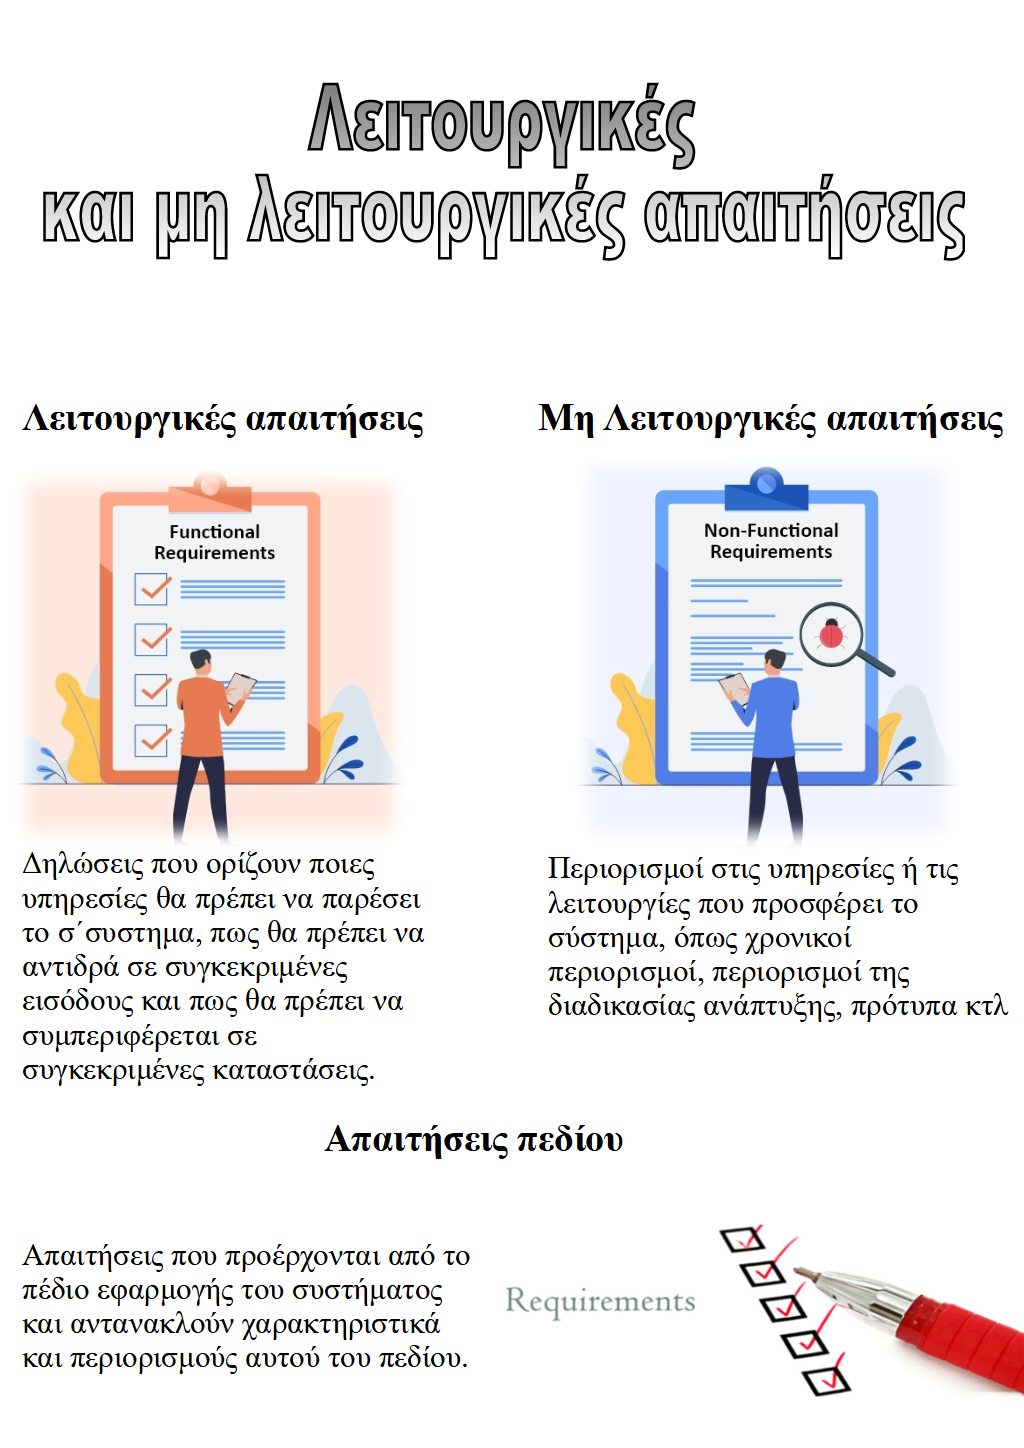 Λειτουργικές
και μη λειτουργικές απαιτήσεις
Λειτουργικές απαιτήσεις
Functional
Requirements
Δηλώσεις που ορίζουν ποιες
υπηρεσίες θα πρέπει να παρέσει
το σ΄συστημα, πως θα πρέπει να
αντιδρά σε συγκεκριμένες
εισόδους και πως θα πρέπει να
συμπεριφέρεται σε
συγκεκριμένες καταστάσεις.
Μη Λειτουργικές απαιτήσεις
Non-Functional
Requirements
Περιορισμοί στις υπηρεσίες ή τις
λειτουργίες που προσφέρει το
σύστημα, όπως χρονικοί
περιορισμοί, περιορισμοί της
διαδικασίας ανάπτυξης, πρότυπα κτλ
Απαιτήσεις πεδίου
Απαιτήσεις που προέρχονται από το
πέδιο εφαρμογής του συστήματος
και αντανακλούν χαρακτηριστικά
και περιορισμούς αυτού του πεδίου.
Requirements